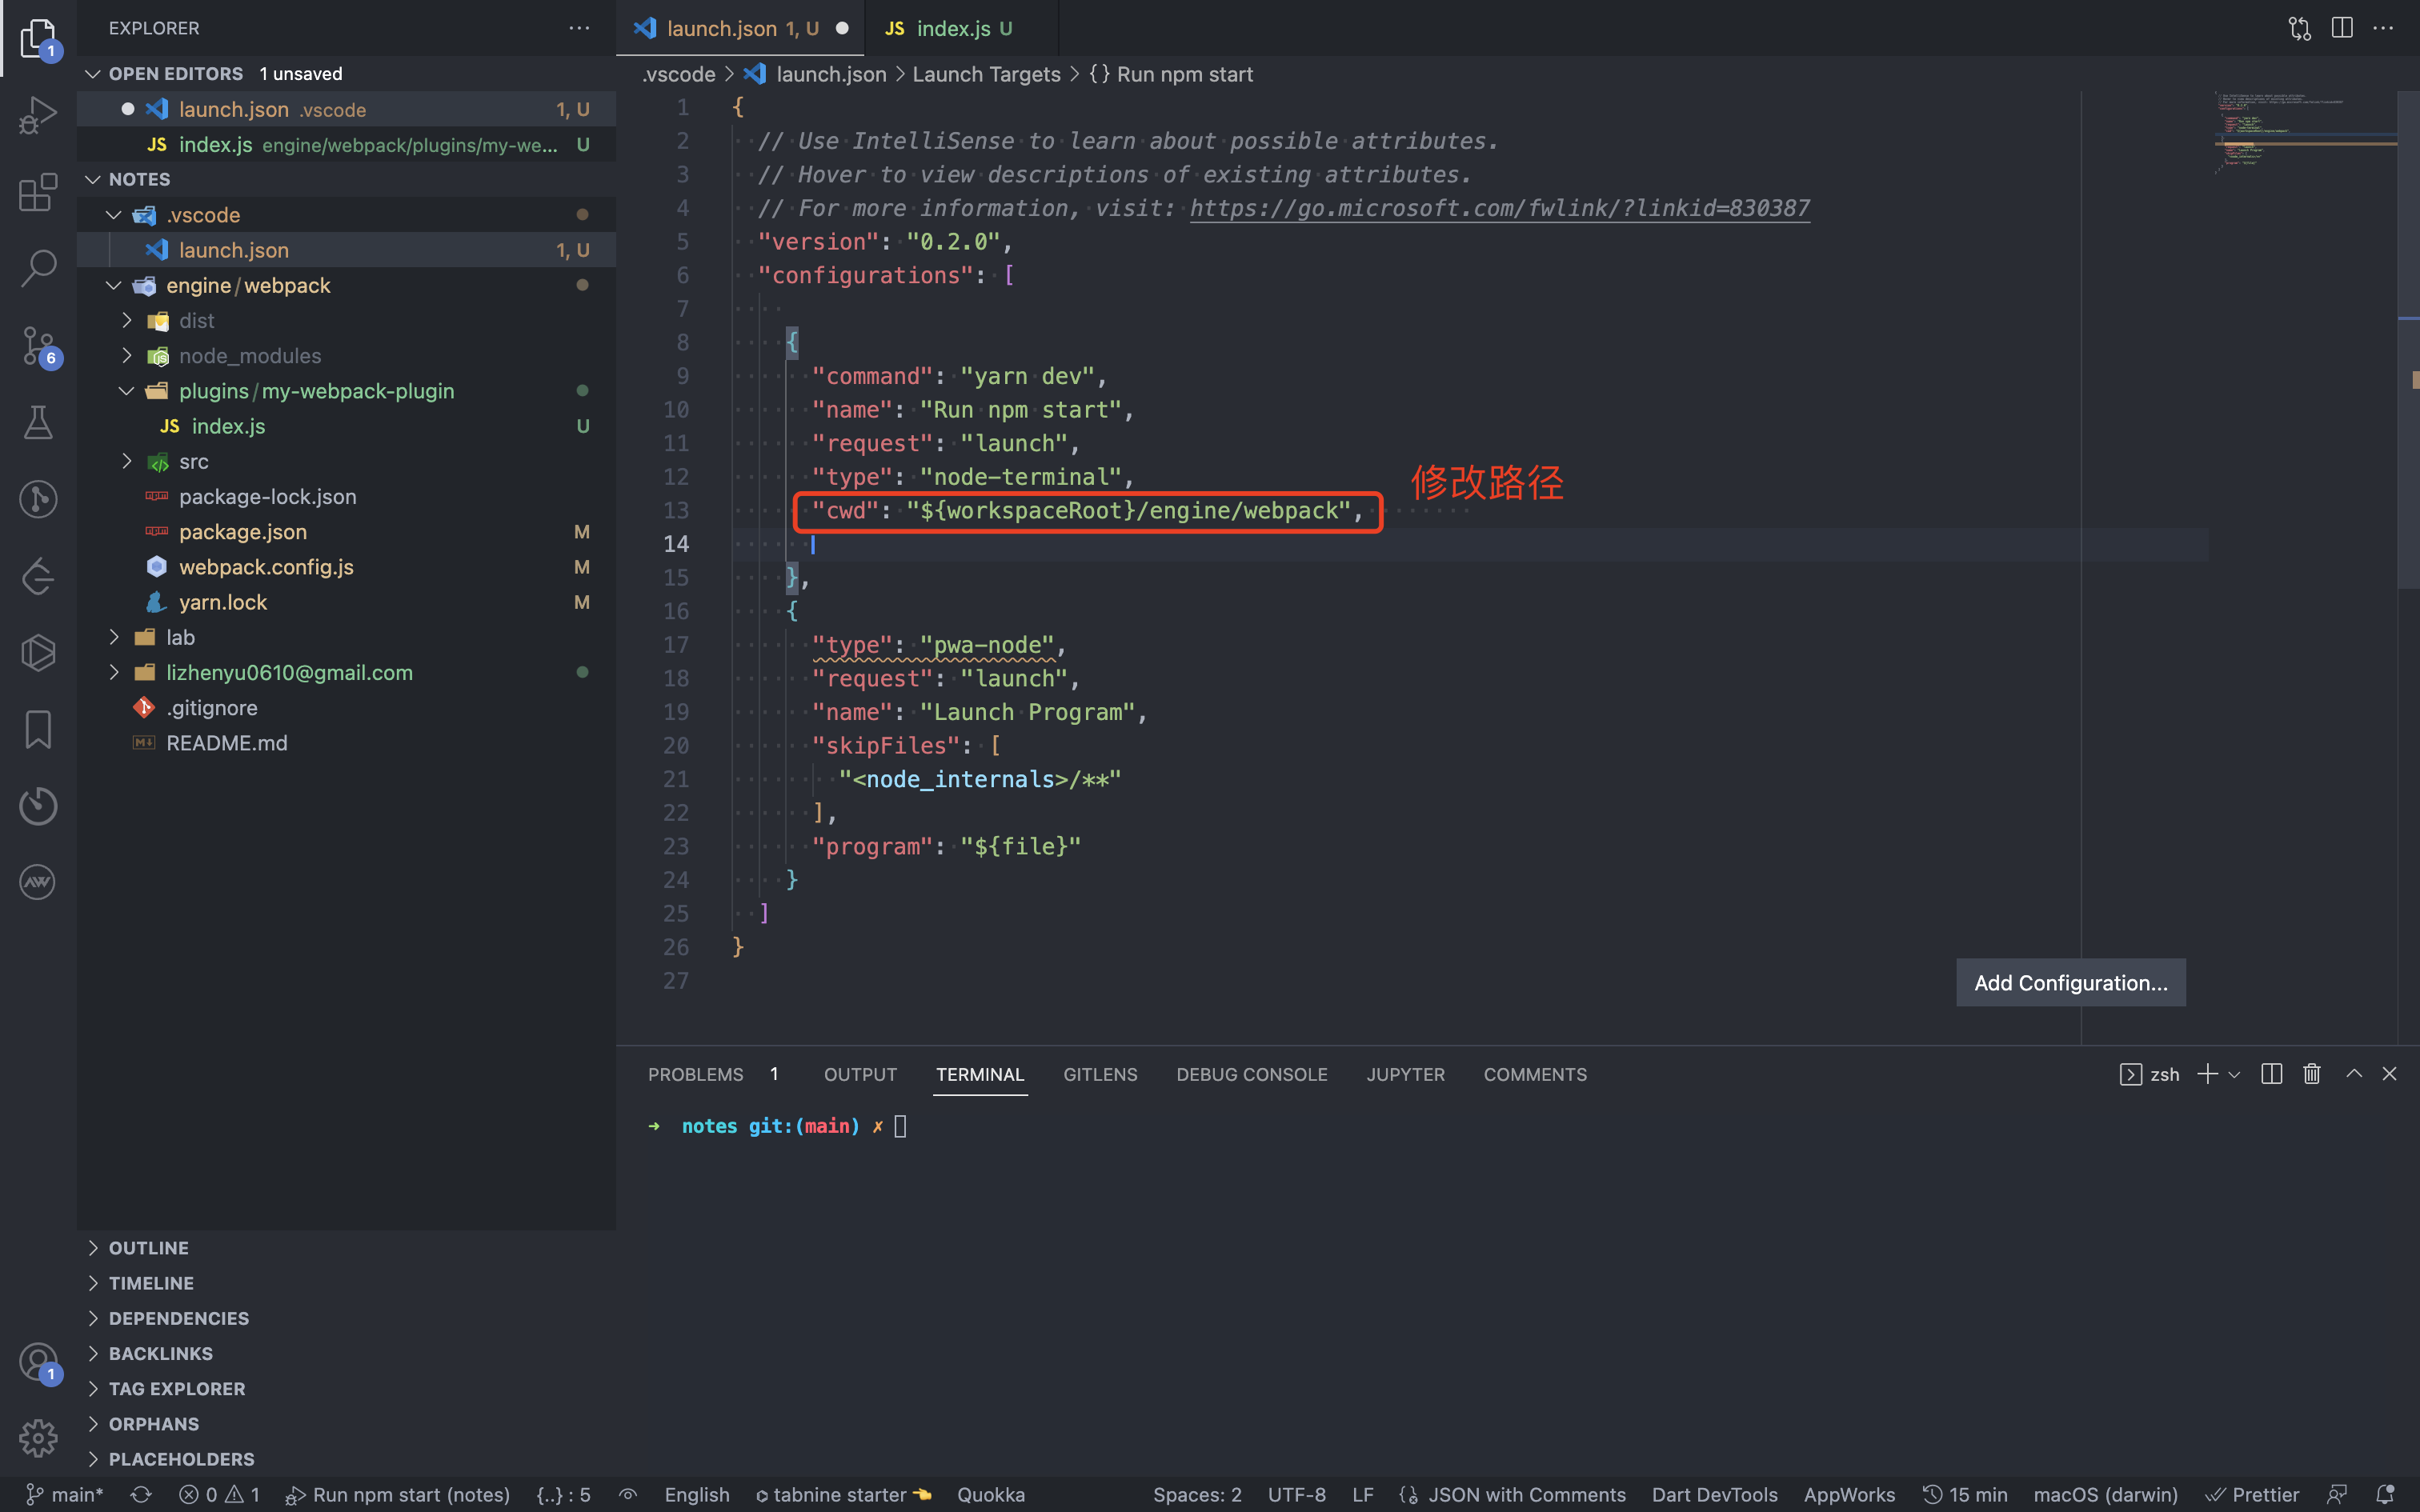 EXPLORER
OPEN EDITORS 1 unsaved
launch.json .vscode 1, U
index.js engine/webpack/plugins/my-we... U
NOTES
.vscode
launch.json 1, U
engine/webpack
dist
node_modules
plugins/my-webpack-plugin
index.js U
src
package-lock.json
package.json M
webpack.config.js M
yarn.lock M
lab
lizhenyu0610@gmail.com
.gitignore
README.md
OUTLINE
TIMELINE
DEPENDENCIES
BACKLINKS
TAG EXPLORER
ORPHANS
PLACEHOLDERS
launch.json 1, U
JS index.js U
.vscode > launch.json > Launch Targets > {} Run npm start
1 {
2 // Use IntelliSense to learn about possible attributes.
3 // Hover to view descriptions of existing attributes.
4 // For more information, visit: https://go.microsoft.com/fwlink/?linkid=830387
5 "version": "0.2.0",
6 "configurations": [
7
8 {
9 "command": "yarn dev",
10 "name": "Run npm start",
11 "request": "launch",
12 "type": "node-terminal",
13 "cwd": "${workspaceRoot}/engine/webpack",
修改路径
14
15 },
16 {
17 "type": "pwa-node",
18 "request": "launch",
19 "name": "Launch Program",
20 "skipFiles": [
21 "<node_internals>/**"
22 ],
23 "program": "${file}"
24 }
25 ]
26 }
27
Add Configuration...
PROBLEMS 1 OUTPUT TERMINAL GITLENS DEBUG CONSOLE JUPYTER COMMENTS
zsh
→ notes git:(main) ✗
1
6
1
main* 0 1 Run npm start (notes) {..} : 5 English tabnine starter 👈 Quokka Spaces: 2 UTF-8 LF JSON with Comments Dart DevTools AppWorks 15 min macOS (darwin) Prettier